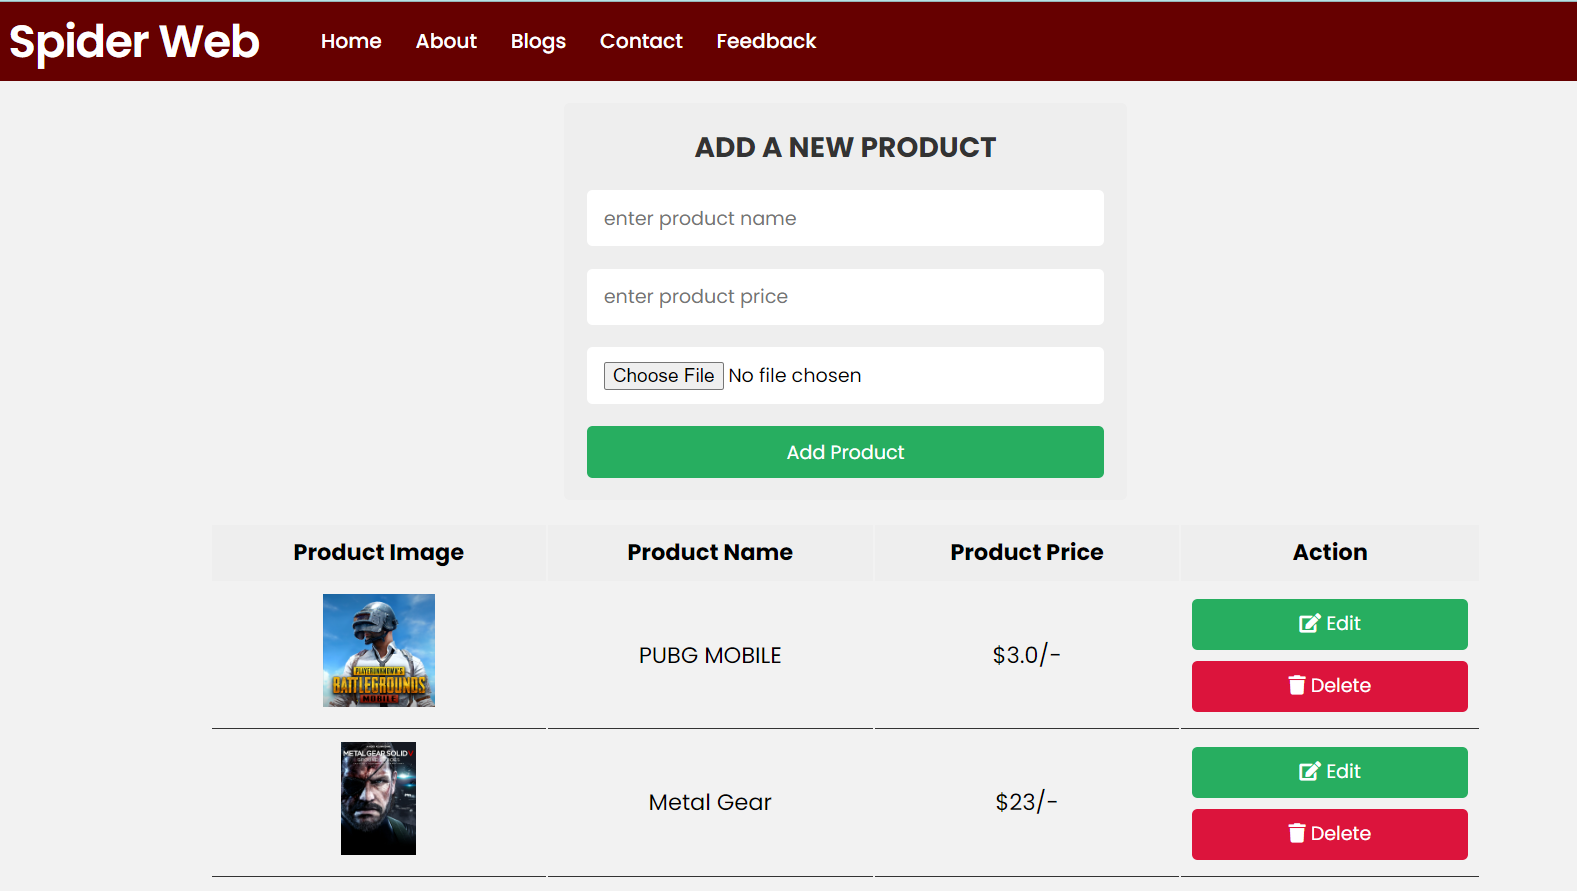 Spider Web
Home About Blogs Contact Feedback
ADD A NEW PRODUCT
enter product name
enter product price
Choose File No file chosen
Add Product
Product Image Product Name Product Price Action
PLAYERUNKNOWN'S
BATTLEGROUNDS
MOBILE
PUBG MOBILE
$3.0/-
Edit
Delete
METAL GEAR SOLID V
Metal Gear
$23/-
Edit
Delete